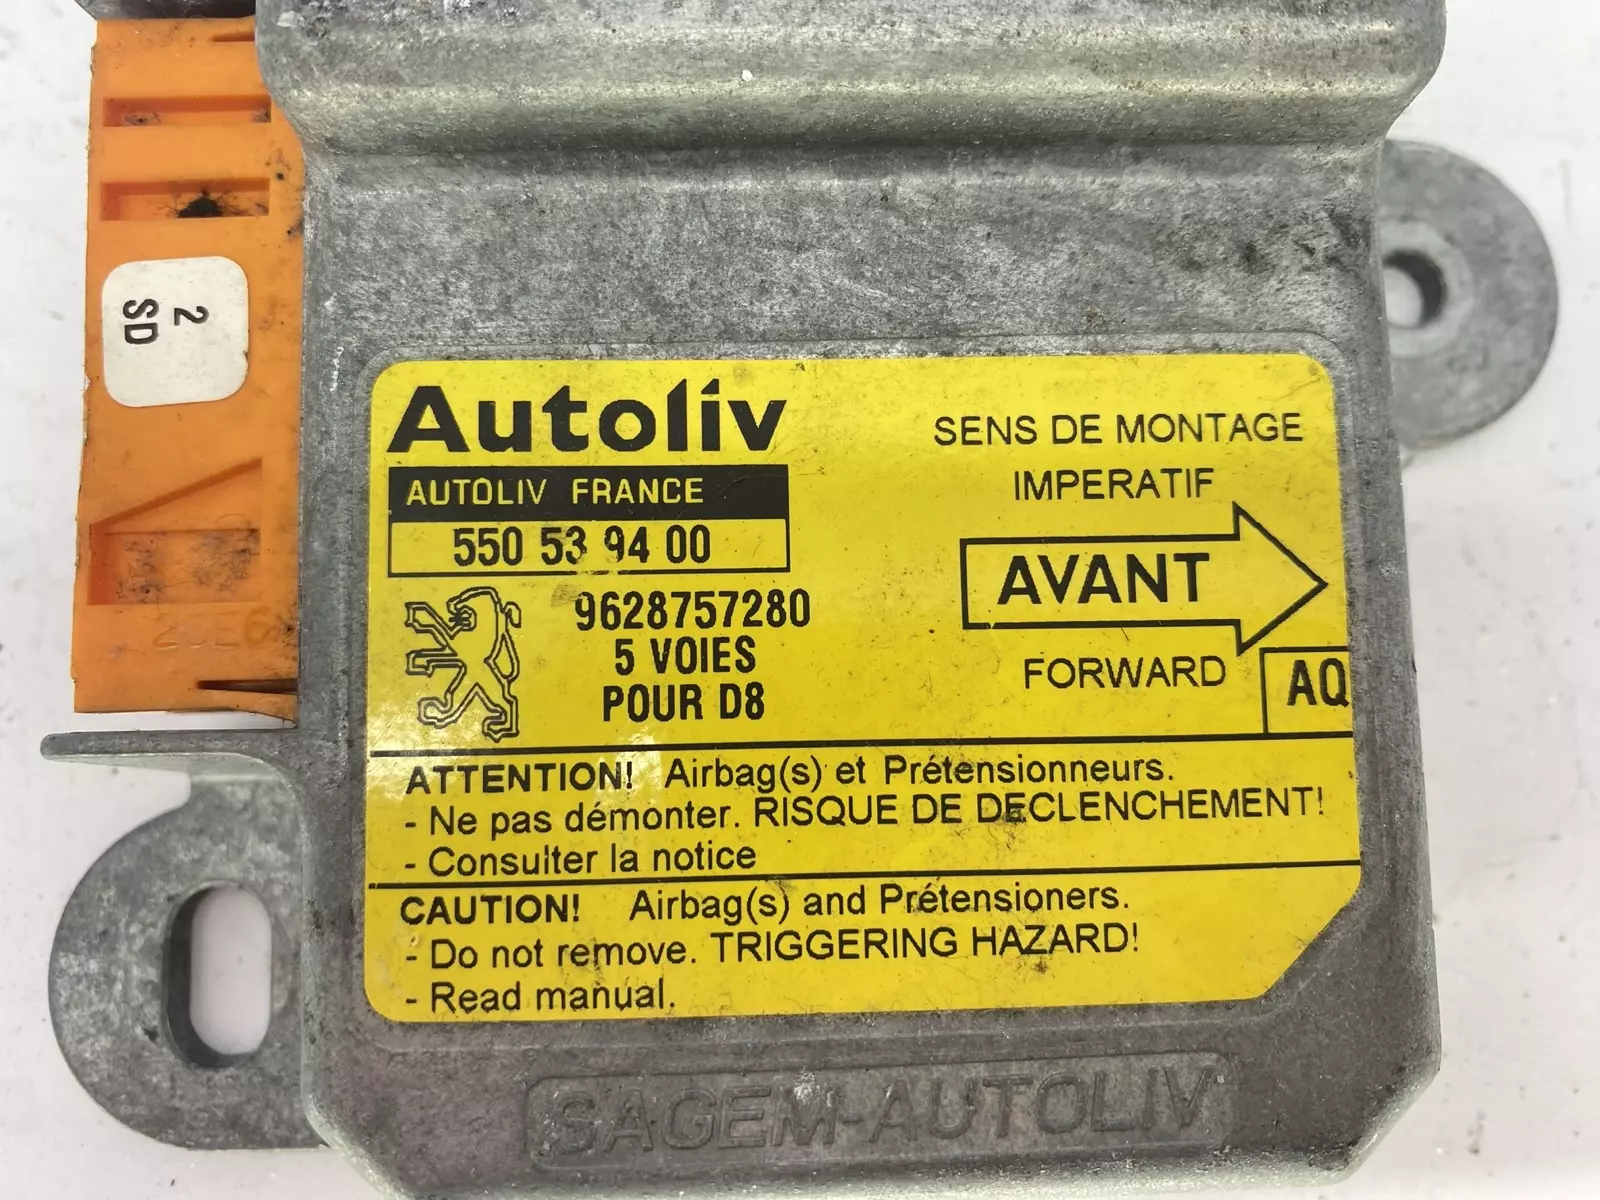 2
SD
Autoliv
AUTOLIV FRANCE
550 53 94 00
9628757280
5 VOIES
POUR D8
SENS DE MONTAGE
IMPERATIF
AVANT
FORWARD
AQ
ATTENTION! Airbag(s) et Prétensionneurs.
- Ne pas démonter. RISQUE DE DECLENCHEMENT!
- Consulter la notice
CAUTION! Airbag(s) and Prétensioners.
- Do not remove. TRIGGERING HAZARD!
- Read manual.
SAGEM-AUTOLIV